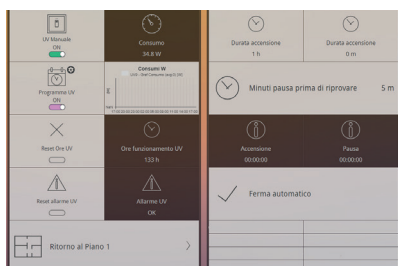 UV Manuale
ON
Consumo
34.8 W
Programma UV
ON
Consumi W
Reset Ore UV
Ore funzionamento UV
133 h
Reset allarme UV
Allarme UV
OK
Ritorno al Piano 1
Durata accensione
1 h
Durata accensione
0 m
Minuti pausa prima di riprovare
5 m
Accensione
00:00:00
Pausa
00:00:00
Ferma automatico